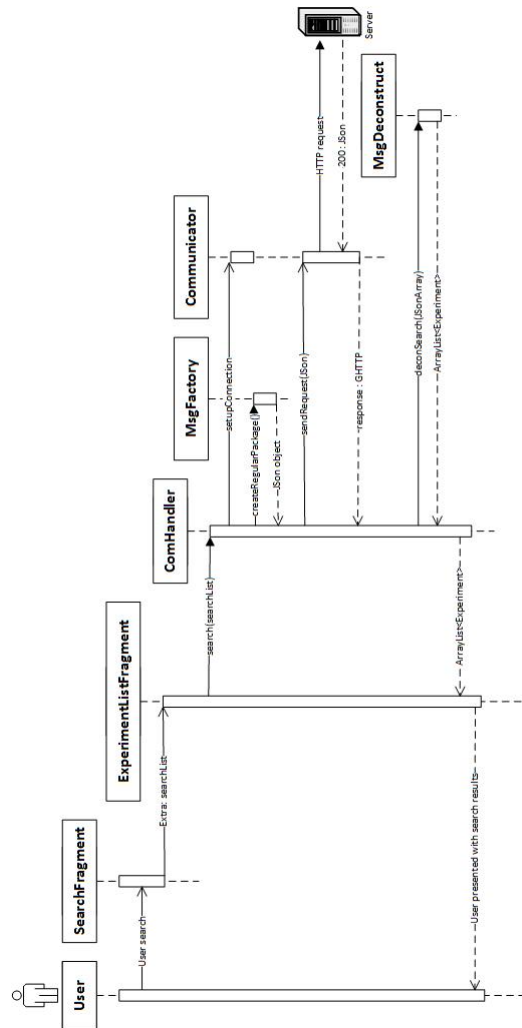 User
SearchFragment
ExperimentListFragment
ComHandler
MsgFactory
Communicator
Server
MsgDeconstruct
User search
Extra: searchList
search(searchList)
setupConnection
createRegularPackage()
JSon object
sendRequest(JSon)
HTTP request
200 : JSon
response : GHTTP
deconSearch(JSonArray)
ArrayList<Experiment>
ArrayList<Experiment>
User presented with search results